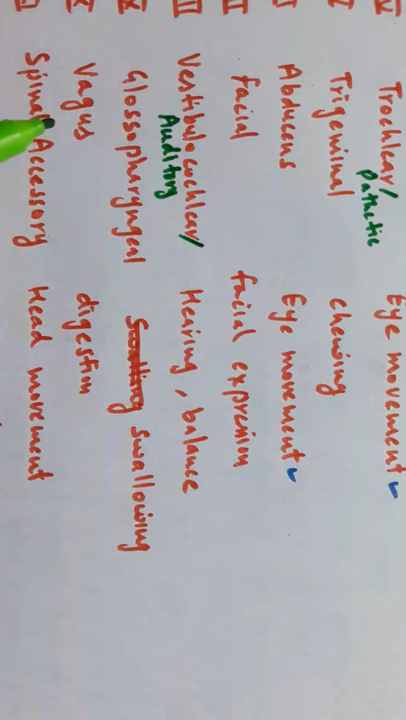 IV Trochlear/ Pathetic Eye movement
Trigeminal chewing
Abducens Eye movement
facial facial expression
Vestibulocochlear/ Auditory Hearing, balance
Glossopharyngeal Swallowing
Vagus digestion
Spinal Accessory Head movement